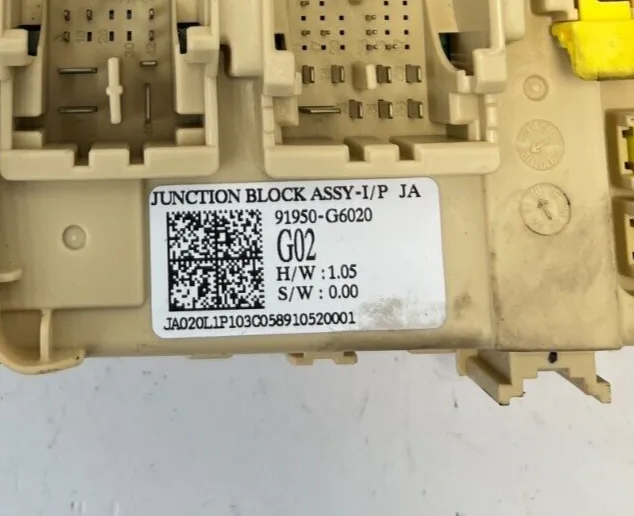 JUNCTION BLOCK ASSY-I/P JA
91950-G6020
G02
H/W : 1.05
S/W : 0.00
JA020L1P103C058910520001